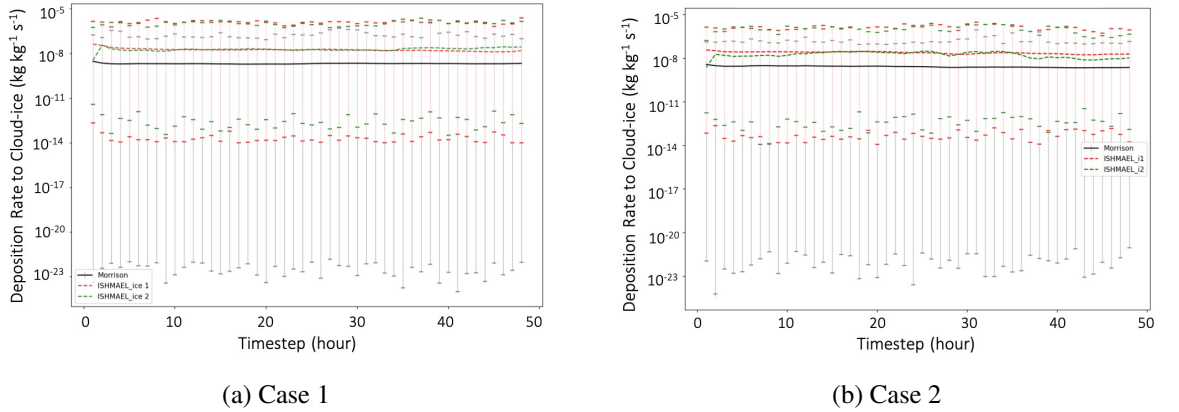 Deposition Rate to Cloud-ice (kg kg⁻¹ s⁻¹)
10⁻⁵
10⁻⁸
10⁻¹¹
10⁻¹⁴
10⁻¹⁷
10⁻²⁰
10⁻²³
Morrison
ISHMAEL_ice 1
ISHMAEL_ice 2
0 10 20 30 40 50
Timestep (hour)
(a) Case 1
Deposition Rate to Cloud-ice (kg kg⁻¹ s⁻¹)
10⁻⁵
10⁻⁸
10⁻¹¹
10⁻¹⁴
10⁻¹⁷
10⁻²⁰
10⁻²³
Morrison
ISHMAEL_i1
ISHMAEL_i2
0 10 20 30 40 50
Timestep (hour)
(b) Case 2